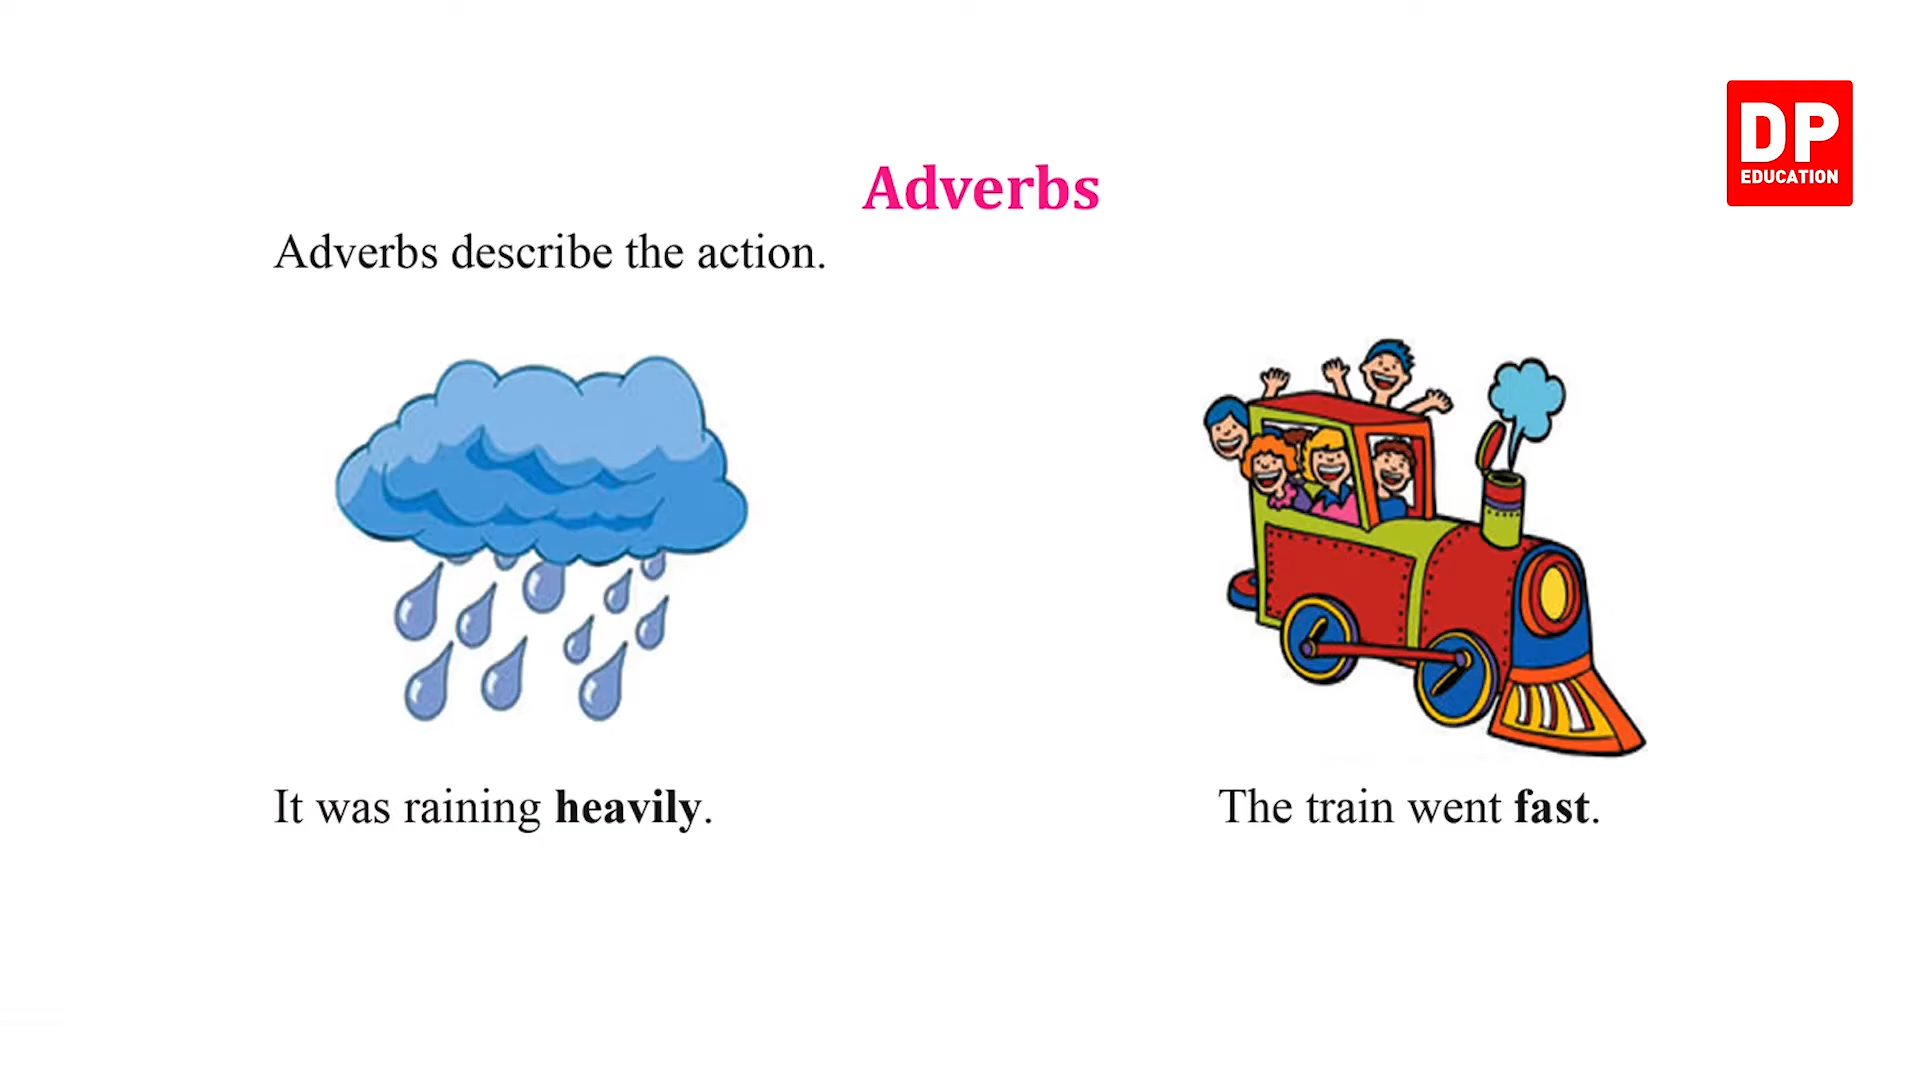 DP
EDUCATION
Adverbs
Adverbs describe the action.
It was raining heavily.
The train went fast.